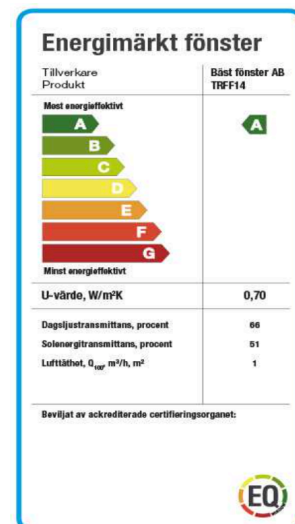 Energimärkt fönster
Tillverkare Bäst fönster AB
Produkt TRFF14
Mest energieffektivt
A A
B
C
D
E
F
G
Minst energieffektivt
U-värde, W/m²K 0,70
Dagsljustransmittans, procent 66
Solenergitransmittans, procent 51
Lufttäthet, Q₁₀₀, m³/h, m² 1
Beviljat av ackrediterade certifieringsorganet:
EQ